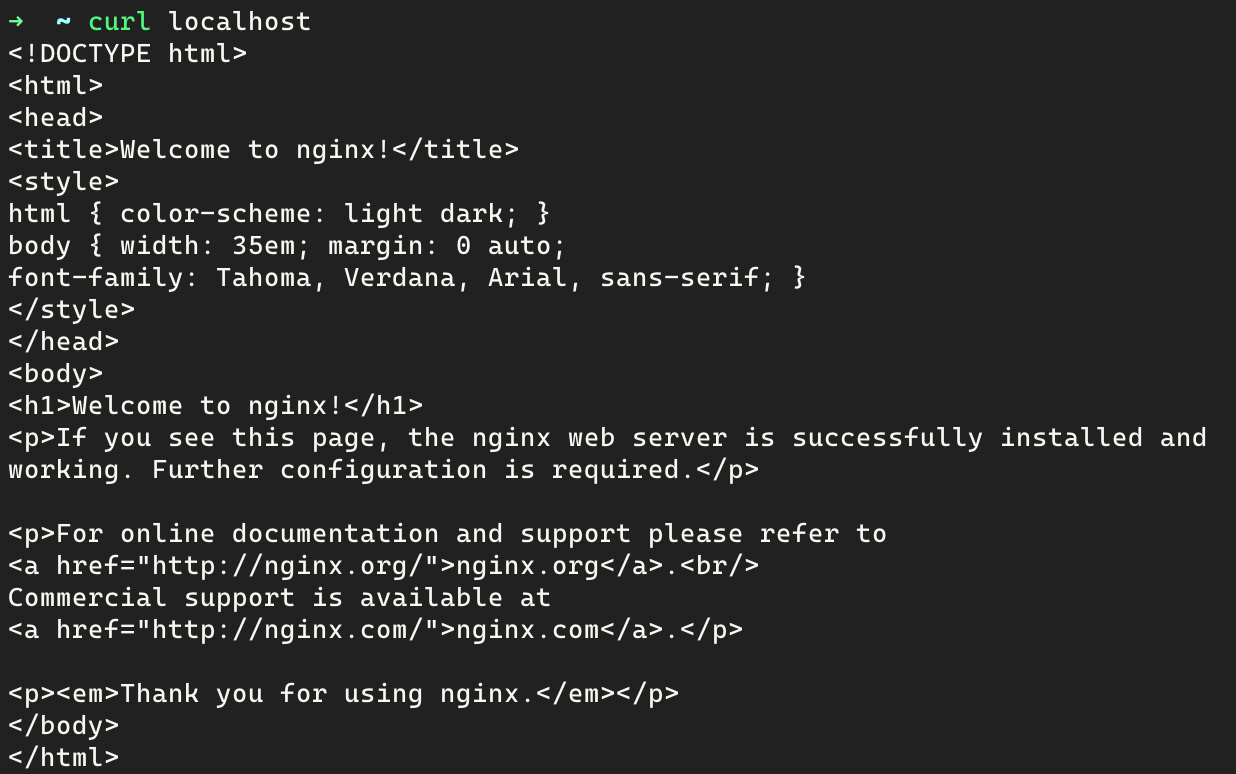 ➜  ~ curl localhost
<!DOCTYPE html>
<html>
<head>
<title>Welcome to nginx!</title>
<style>
html { color-scheme: light dark; }
body { width: 35em; margin: 0 auto;
font-family: Tahoma, Verdana, Arial, sans-serif; }
</style>
</head>
<body>
<h1>Welcome to nginx!</h1>
<p>If you see this page, the nginx web server is successfully installed and
working. Further configuration is required.</p>

<p>For online documentation and support please refer to
<a href="http://nginx.org/">nginx.org</a>.<br/>
Commercial support is available at
<a href="http://nginx.com/">nginx.com</a>.</p>

<p><em>Thank you for using nginx.</em></p>
</body>
</html>